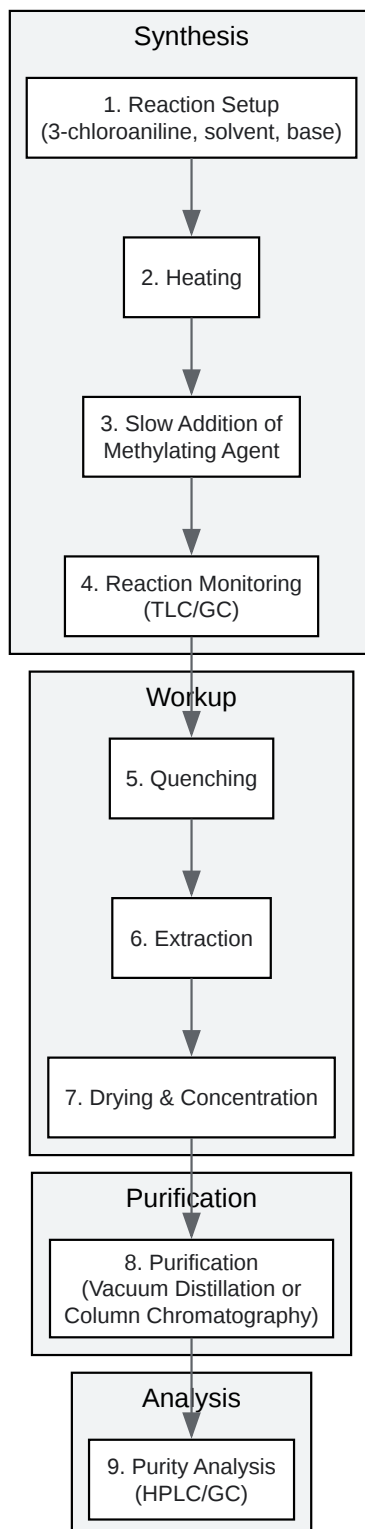 Synthesis
1. Reaction Setup
(3-chloroaniline, solvent, base)
2. Heating
3. Slow Addition of
Methylating Agent
4. Reaction Monitoring
(TLC/GC)
Workup
5. Quenching
6. Extraction
7. Drying & Concentration
Purification
8. Purification
(Vacuum Distillation or
Column Chromatography)
Analysis
9. Purity Analysis
(HPLC/GC)